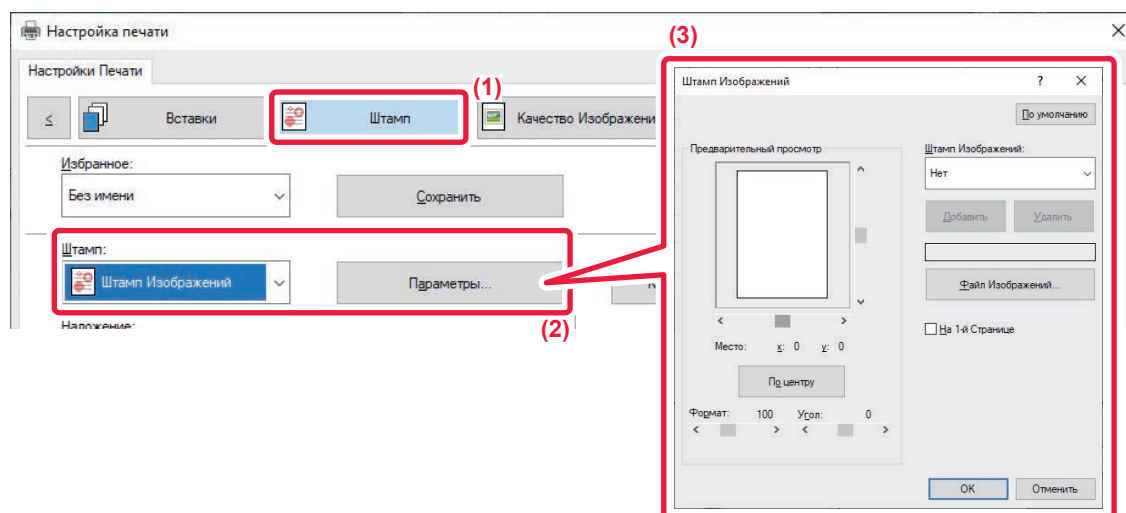 Настройка печати
(3)
Настройки Печати
(1)
<
Вставки
Штамп
Качество Изображени
Избранное:
Без имени
Сохранить
Штамп:
Штамп Изображений
Параметры...
(2)
Наложение:
Штамп Изображений
?
По умолчанию
Предварительный просмотр
Штамп Изображений:
Нет
Добавить
Удалить
Файл Изображений...
На 1-й Странице
Место: x: 0 y: 0
По центру
Формат: 100 Угол: 0
OK
Отменить